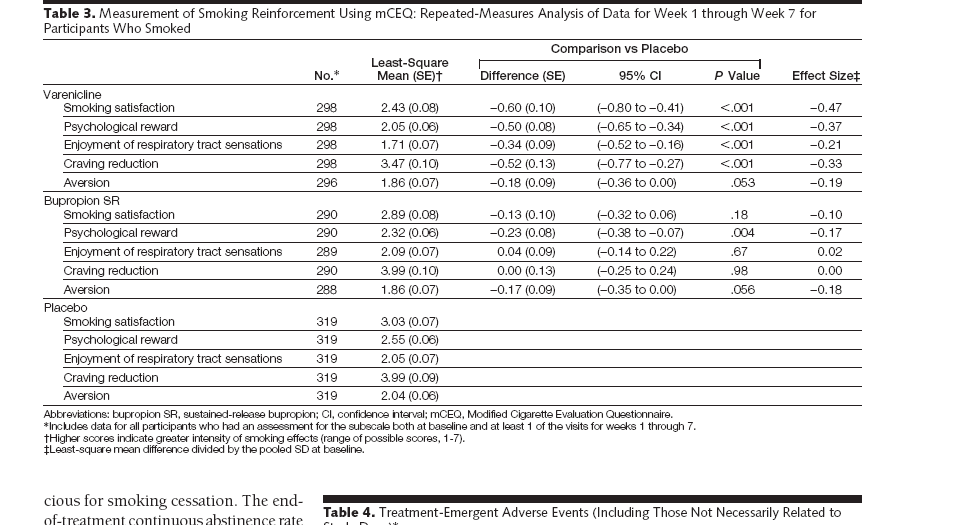 Table 3. Measurement of Smoking Reinforcement Using mCEQ: Repeated-Measures Analysis of Data for Week 1 through Week 7 for
Participants Who Smoked
Comparison vs Placebo
No.* Least-Square Mean (SE)† Difference (SE) 95% CI P Value Effect Size‡
Varenicline
Smoking satisfaction 298 2.43 (0.08) −0.60 (0.10) (−0.80 to −0.41) <.001 −0.47
Psychological reward 298 2.05 (0.06) −0.50 (0.08) (−0.65 to −0.34) <.001 −0.37
Enjoyment of respiratory tract sensations 298 1.71 (0.07) −0.34 (0.09) (−0.52 to −0.16) <.001 −0.21
Craving reduction 298 3.47 (0.10) −0.52 (0.13) (−0.77 to −0.27) <.001 −0.33
Aversion 296 1.86 (0.07) −0.18 (0.09) (−0.36 to 0.00) .053 −0.19
Bupropion SR
Smoking satisfaction 290 2.89 (0.08) −0.13 (0.10) (−0.32 to 0.06) .18 −0.10
Psychological reward 290 2.32 (0.06) −0.23 (0.08) (−0.38 to −0.07) .004 −0.17
Enjoyment of respiratory tract sensations 289 2.09 (0.07) 0.04 (0.09) (−0.14 to 0.22) .67 0.02
Craving reduction 290 3.99 (0.10) 0.00 (0.13) (−0.25 to 0.24) .98 0.00
Aversion 288 1.86 (0.07) −0.17 (0.09) (−0.35 to 0.00) .056 −0.18
Placebo
Smoking satisfaction 319 3.03 (0.07)
Psychological reward 319 2.55 (0.06)
Enjoyment of respiratory tract sensations 319 2.05 (0.07)
Craving reduction 319 3.99 (0.09)
Aversion 319 2.04 (0.06)
Abbreviations: bupropion SR, sustained-release bupropion; CI, confidence interval; mCEQ, Modified Cigarette Evaluation Questionnaire.
*Includes data for all participants who had an assessment for the subscale both at baseline and at least 1 of the visits for weeks 1 through 7.
†Higher scores indicate greater intensity of smoking effects (range of possible scores, 1-7).
‡Least-square mean difference divided by the pooled SD at baseline.
cious for smoking cessation. The end-
of-treatment continuous abstinence rate
Table 4. Treatment-Emergent Adverse Events (Including Those Not Necessarily Related to